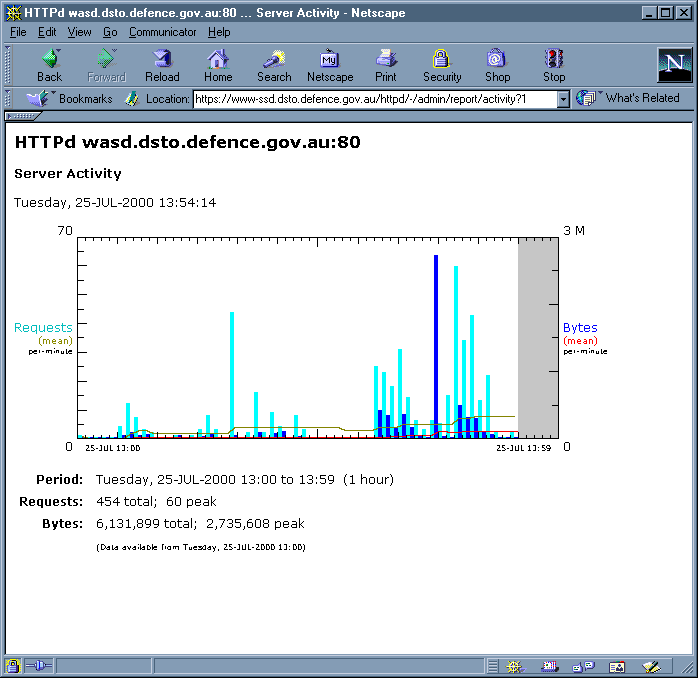 HTTPd wasd.dsto.defence.gov.au:80 ... Server Activity - Netscape
File Edit View Go Communicator Help
Back Forward Reload Home Search Netscape Print Security Shop Stop
My
N
Bookmarks Location: https://www-ssd.dsto.defence.gov.au/httpd/-/admin/report/activity?1 What's Related
HTTPd wasd.dsto.defence.gov.au:80
Server Activity
Tuesday, 25-JUL-2000 13:54:14
70 3 M
Requests Bytes
(mean) (mean)
per-minute per-minute
0 25-JUL 13:00 25-JUL 13:59 0
Period: Tuesday, 25-JUL-2000 13:00 to 13:59 (1 hour)
Requests: 454 total; 60 peak
Bytes: 6,131,899 total; 2,735,608 peak
(Data available from Tuesday, 25-JUL-2000 13:00)